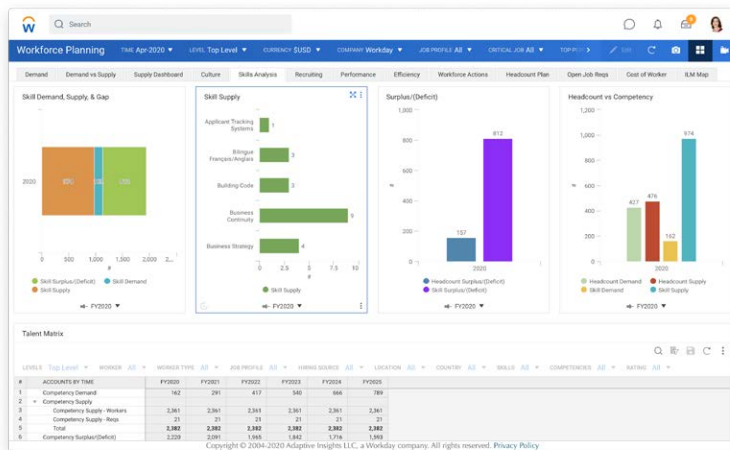 w
Search
Workforce Planning TIME Apr-2020 LEVEL Top Level CURRENCY $USD COMPANY Workday JOB PROFILE All CRITICAL JOB All Edit
Demand Demand vs Supply Supply Dashboard Culture Skills Analysis Recruiting Performance Efficiency Workforce Actions Headcount Plan Open Job Reqs Cost of Worker ILM Map
Skill Demand, Supply, & Gap
2020
0 500 1,000 1,500 2,000 2,...
#
Skill Surplus/(Deficit) Skill Demand
Skill Supply
FY2020
Skill Supply
Applicant Tracking
Systems
1
Bilingue
Français/Anglais
3
Building Code
3
Business
Continuity
9
Business Strategy
4
0 2.5 5 7.5 10
#
Skill Supply
FY2020
Surplus/(Deficit)
1,000
800
600
400
200
0
#
157
812
2020
Headcount Surplus/(Deficit)
Skill Surplus/(Deficit)
FY2020
Headcount vs Competency
1,200
1,000
800
600
400
200
0
#
427
476
162
974
2020
Headcount Demand Headcount Supply
Skill Demand Skill Supply
FY2020
Talent Matrix
LEVELS Top Level WORKER All WORKER TYPE All JOB PROFILE All HIRING SOURCE All LOCATION All COUNTRY All SKILLS All COMPETENCIES All RATING All
# ACCOUNTS BY TIME FY2020 FY2021 FY2022 FY2023 FY2024 FY2025
1 Competency Demand 162 291 417 540 666 789
2 Competency Supply
3 Competency Supply - Workers 2,361 2,361 2,361 2,361 2,361 2,361
4 Competency Supply - Reqs 21 21 21 21 21 21
5 Total 2,382 2,382 2,382 2,382 2,382 2,382
6 Competency Surplus/(Deficit) 2,220 2,091 1,965 1,842 1,716 1,593
Copyright © 2004-2020 Adaptive Insights LLC, a Workday company. All rights reserved. Privacy Policy